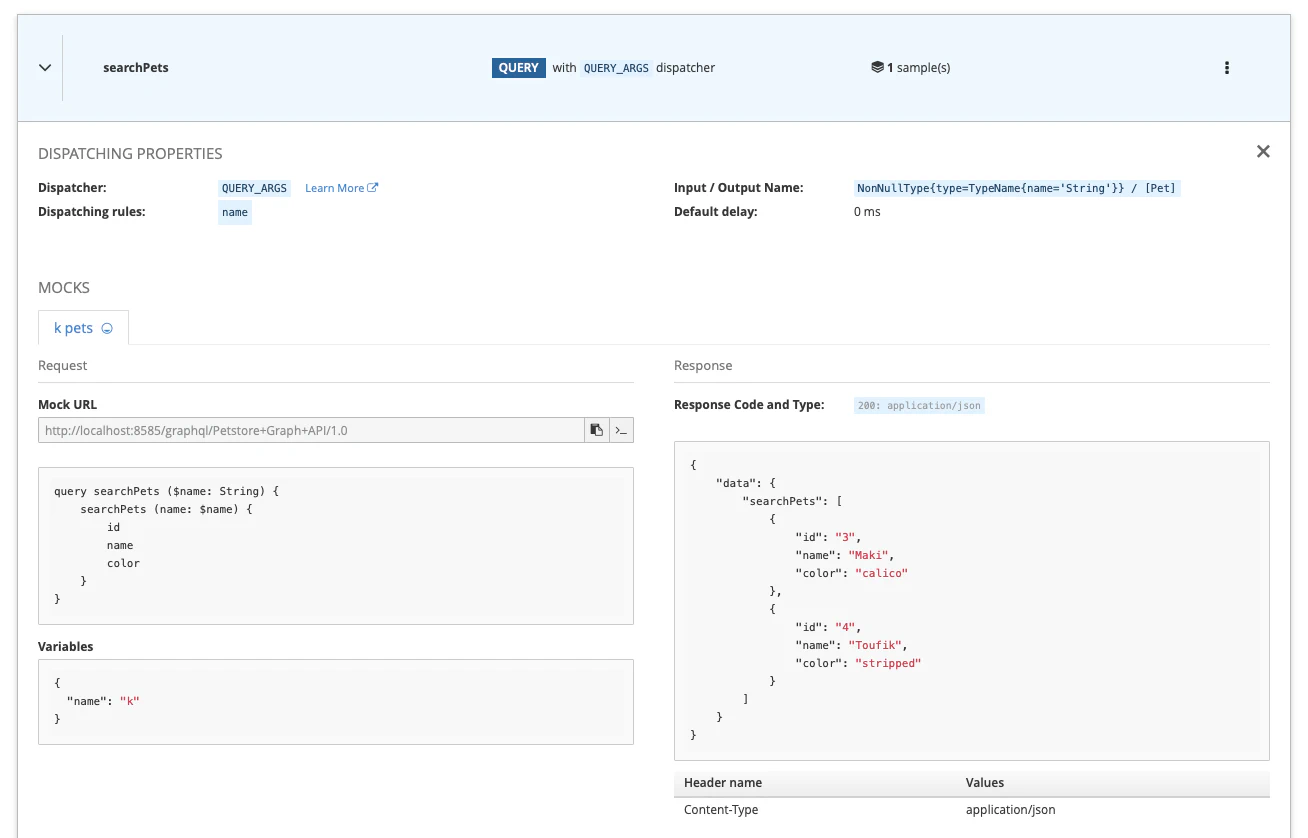 searchPets QUERY with QUERY_ARGS dispatcher 1 sample(s)
DISPATCHING PROPERTIES
Dispatcher: QUERY_ARGS Learn More
Dispatching rules: name
Input / Output Name: NonNullType{type=TypeName{name='String'}} / [Pet]
Default delay: 0 ms
MOCKS
k pets
Request
Mock URL
http://localhost:8585/graphql/Petstore+Graph+API/1.0
query searchPets ($name: String) {
    searchPets (name: $name) {
        id
        name
        color
    }
}
Variables
{
  "name": "k"
}
Response
Response Code and Type: 200: application/json
{
    "data": {
        "searchPets": [
            {
                "id": "3",
                "name": "Maki",
                "color": "calico"
            },
            {
                "id": "4",
                "name": "Toufik",
                "color": "stripped"
            }
        ]
    }
}
Header name Values
Content-Type application/json